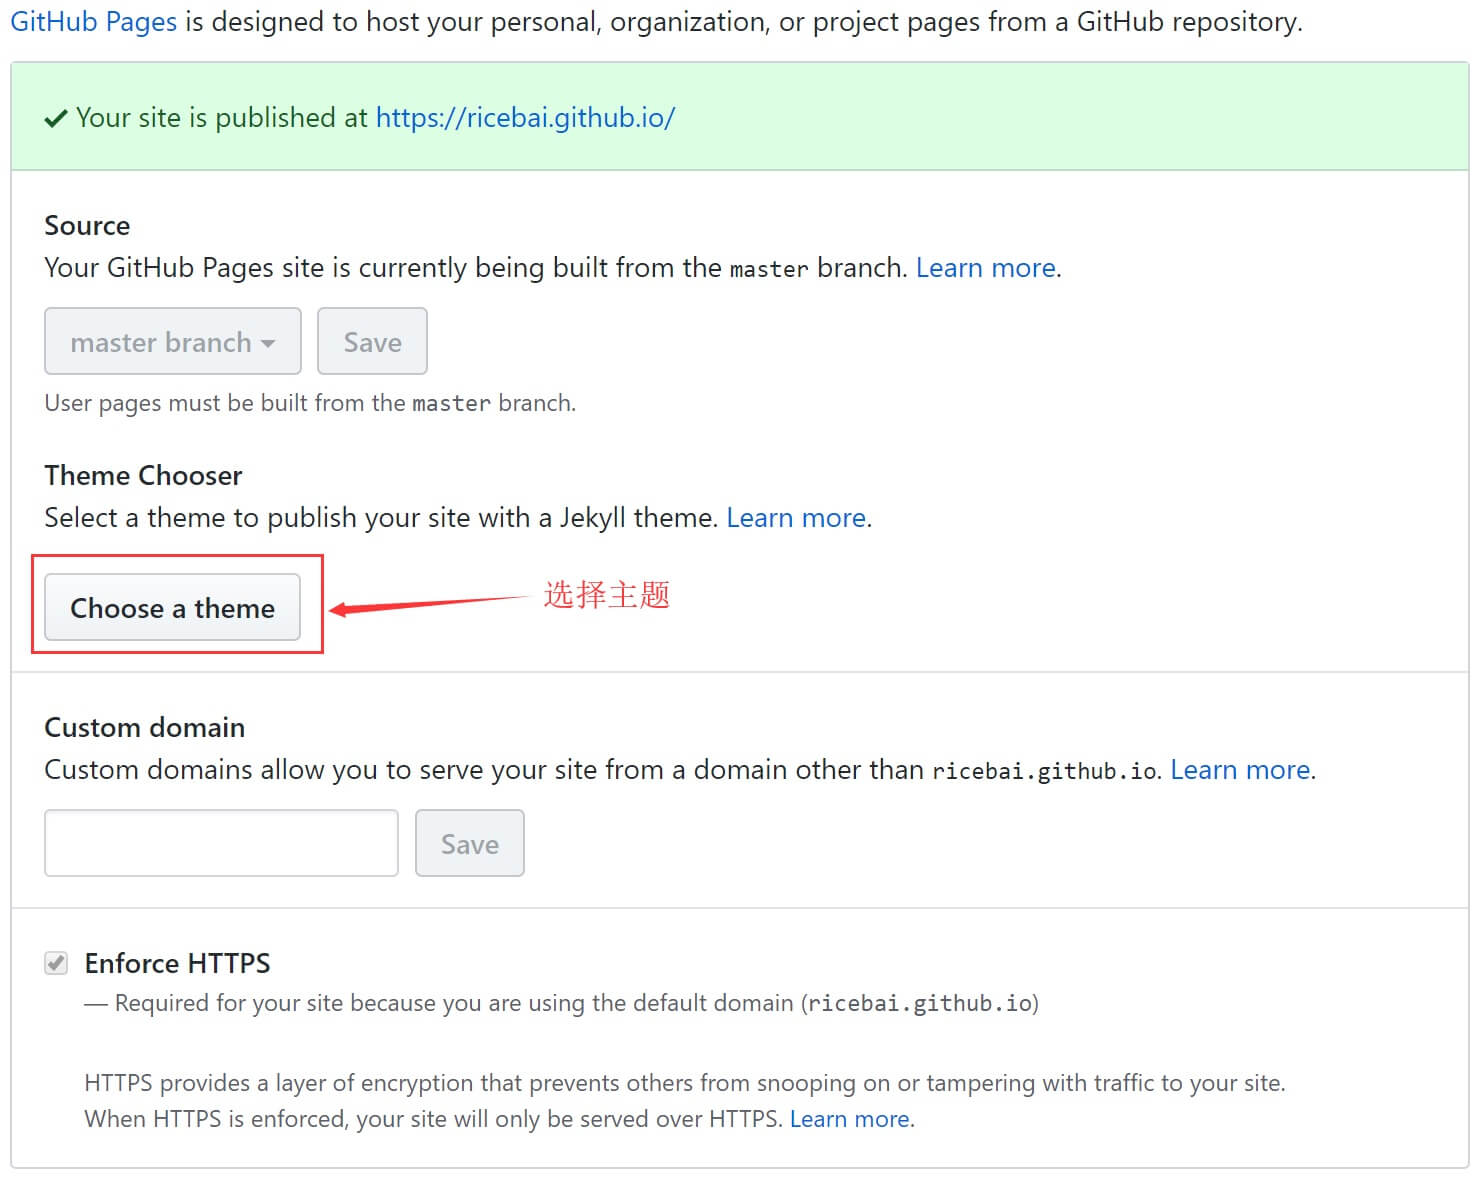 GitHub Pages is designed to host your personal, organization, or project pages from a GitHub repository.
Your site is published at https://ricebai.github.io/
Source
Your GitHub Pages site is currently being built from the master branch. Learn more.
master branch Save
User pages must be built from the master branch.
Theme Chooser
Select a theme to publish your site with a Jekyll theme. Learn more.
Choose a theme 选择主题
Custom domain
Custom domains allow you to serve your site from a domain other than ricebai.github.io. Learn more.
Save
Enforce HTTPS
— Required for your site because you are using the default domain (ricebai.github.io)
HTTPS provides a layer of encryption that prevents others from snooping on or tampering with traffic to your site.
When HTTPS is enforced, your site will only be served over HTTPS. Learn more.